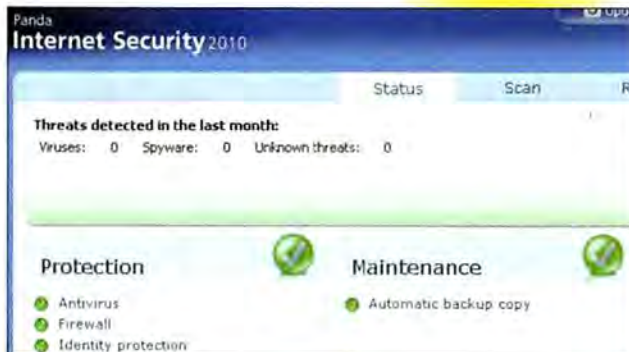 Panda
Internet Security 2010
Status Scan
Threats detected in the last month:
Viruses: 0 Spyware: 0 Unknown threats: 0
Protection Maintenance
Antivirus Automatic backup copy
Firewall
Identity protection